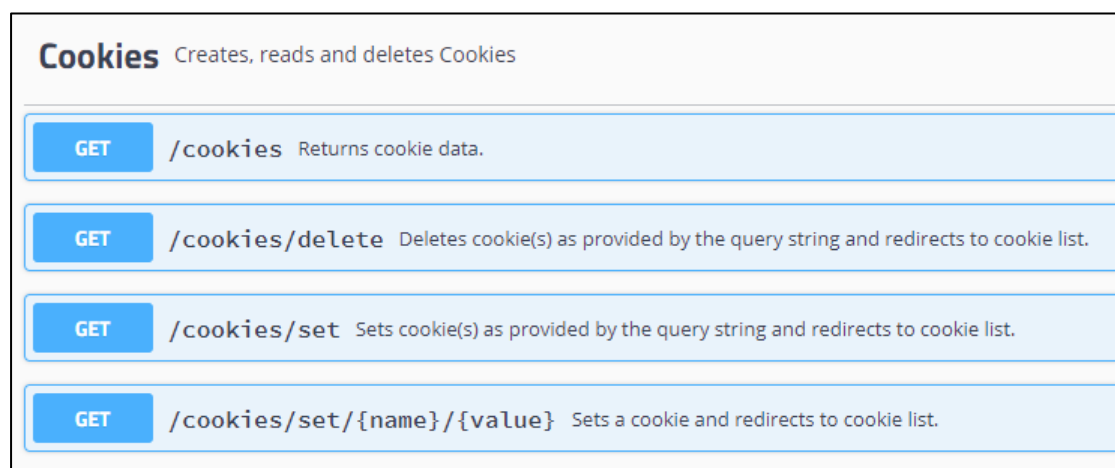 Cookies Creates, reads and deletes Cookies
GET /cookies Returns cookie data.
GET /cookies/delete Deletes cookie(s) as provided by the query string and redirects to cookie list.
GET /cookies/set Sets cookie(s) as provided by the query string and redirects to cookie list.
GET /cookies/set/{name}/{value} Sets a cookie and redirects to cookie list.